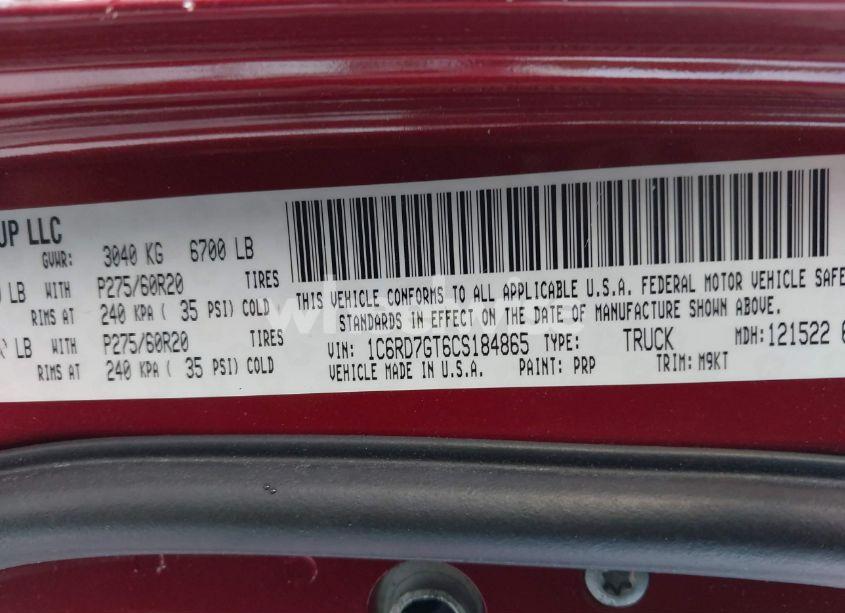 UP LLC
GVWR: 3040 KG 6700 LB
LB WITH P275/60R20 TIRES
RIMS AT 240 KPA ( 35 PSI) COLD
LB WITH P275/60R20 TIRES
RIMS AT 240 KPA ( 35 PSI) COLD
THIS VEHICLE CONFORMS TO ALL APPLICABLE U.S.A. FEDERAL MOTOR VEHICLE SAFE
STANDARDS IN EFFECT ON THE DATE OF MANUFACTURE SHOWN ABOVE.
VIN: 1C6RD7GT6CS184865 TYPE: TRUCK MDH: 121522
VEHICLE MADE IN U.S.A. PAINT: PRP TRIM: M9KT